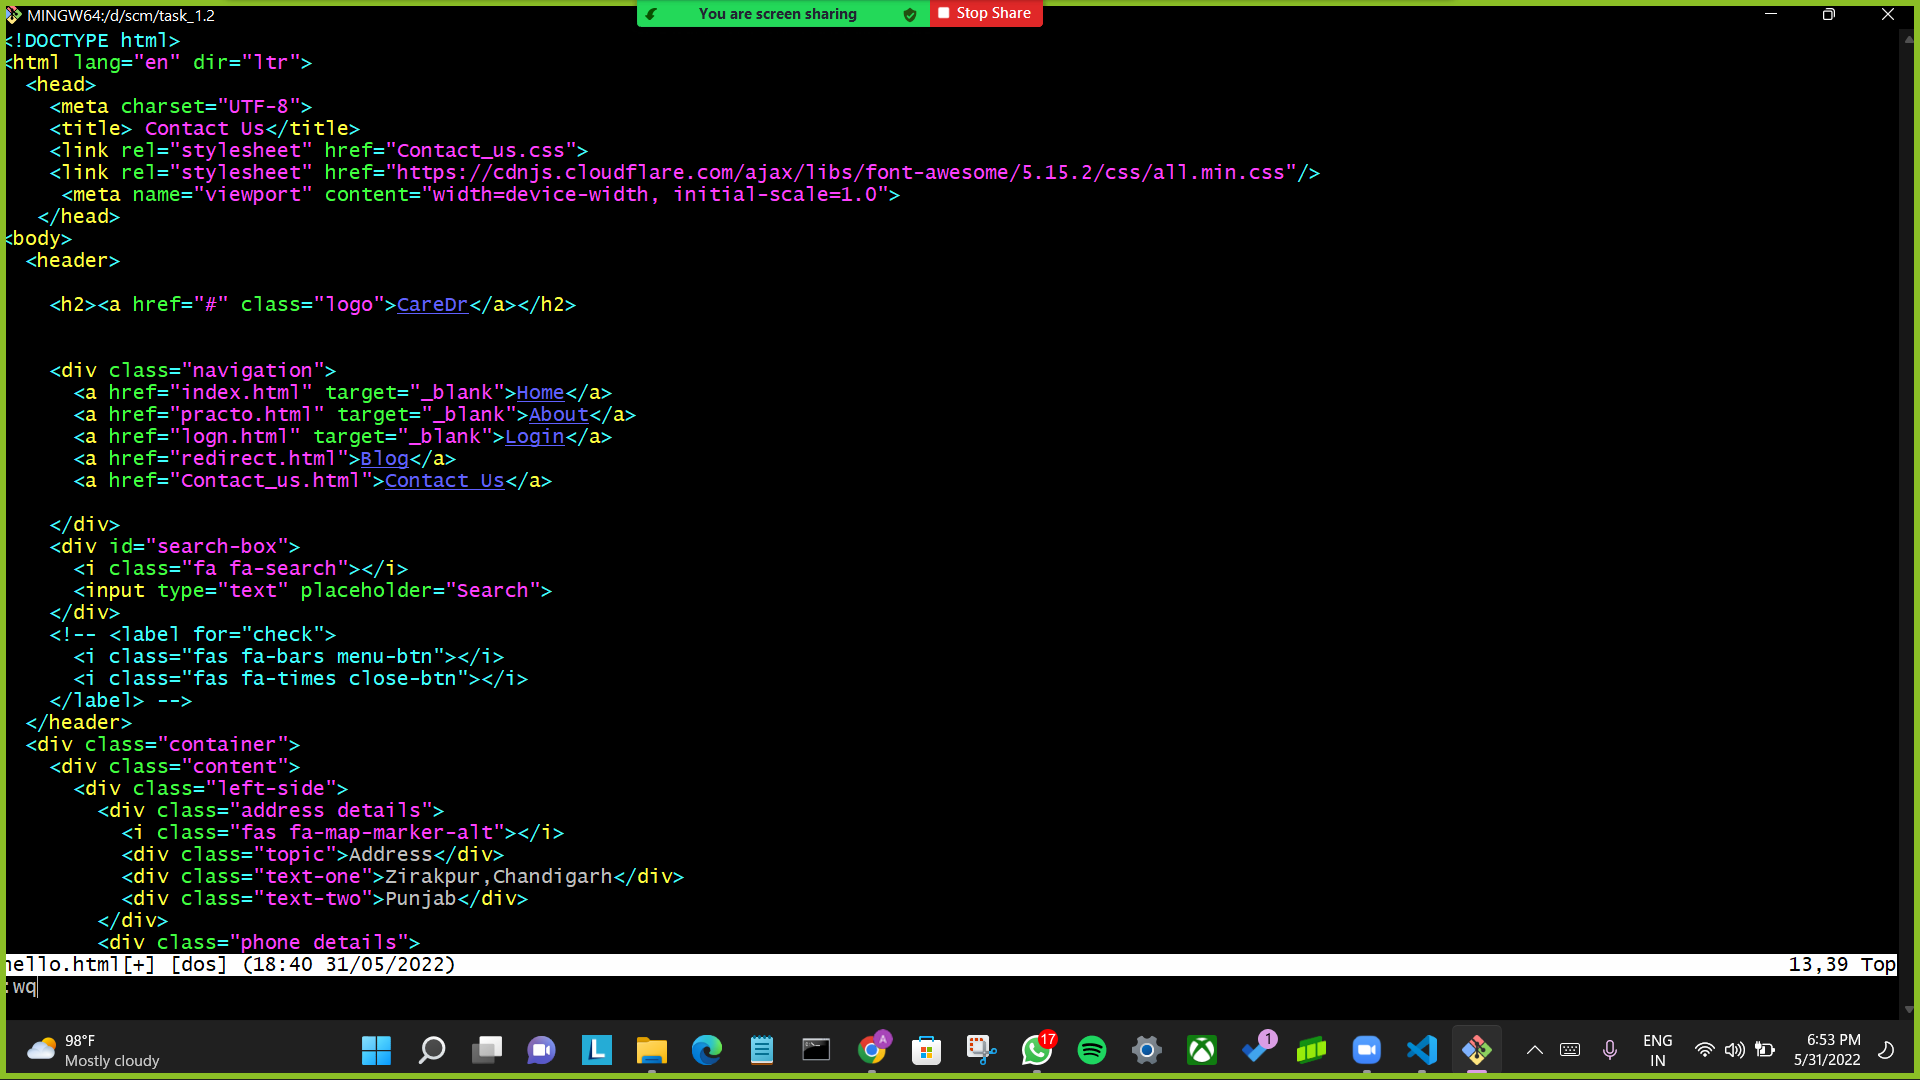 MINGW64:/d/scm/task_1.2
You are screen sharing
Stop Share
<!DOCTYPE html>
<html lang="en" dir="ltr">
  <head>
    <meta charset="UTF-8">
    <title> Contact Us</title>
    <link rel="stylesheet" href="Contact_us.css">
    <link rel="stylesheet" href="https://cdnjs.cloudflare.com/ajax/libs/font-awesome/5.15.2/css/all.min.css"/>
     <meta name="viewport" content="width=device-width, initial-scale=1.0">
   </head>
<body>
  <header>
    <h2><a href="#" class="logo">CareDr</a></h2>
    <div class="navigation">
      <a href="index.html" target="_blank">Home</a>
      <a href="practo.html" target="_blank">About</a>
      <a href="logn.html" target="_blank">Login</a>
      <a href="redirect.html">Blog</a>
      <a href="Contact_us.html">Contact Us</a>
    </div>
    <div id="search-box">
      <i class="fa fa-search"></i>
      <input type="text" placeholder="Search">
    </div>
    <!-- <label for="check">
      <i class="fas fa-bars menu-btn"></i>
      <i class="fas fa-times close-btn"></i>
    </label> -->
  </header>
  <div class="container">
    <div class="content">
      <div class="left-side">
        <div class="address details">
          <i class="fas fa-map-marker-alt"></i>
          <div class="topic">Address</div>
          <div class="text-one">Zirakpur,Chandigarh</div>
          <div class="text-two">Punjab</div>
        </div>
        <div class="phone details">
hello.html[+] [dos] (18:40 31/05/2022) 13,39 Top
:wq
98°F
Mostly cloudy
L
A
17
1
ENG
IN
6:53 PM
5/31/2022